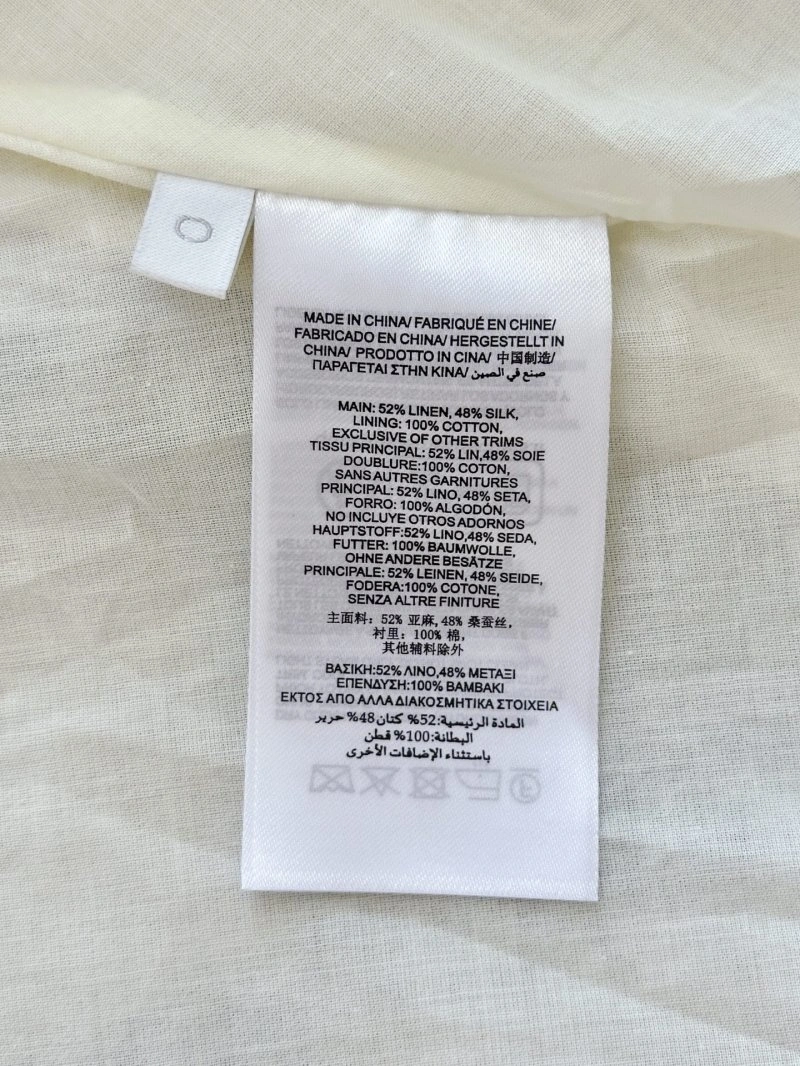 0
MADE IN CHINA/ FABRIQUÉ EN CHINE/
FABRICADO EN CHINA/ HERGESTELLT IN
CHINA/ PRODOTTO IN CINA/ 中国制造/
ΠΑΡΑΓΕΤΑΙ ΣΤΗΝ ΚΙΝΑ/ صنع في الصين
MAIN: 52% LINEN, 48% SILK,
LINING: 100% COTTON,
EXCLUSIVE OF OTHER TRIMS
TISSU PRINCIPAL: 52% LIN,48% SOIE
DOUBLURE:100% COTON,
SANS AUTRES GARNITURES
PRINCIPAL: 52% LINO, 48% SETA,
FORRO: 100% ALGODÓN,
NO INCLUYE OTROS ADORNOS
HAUPTSTOFF:52% LINO,48% SEDA,
FUTTER: 100% BAUMWOLLE,
OHNE ANDERE BESÄTZE
PRINCIPALE: 52% LEINEN, 48% SEIDE,
FODERA:100% COTONE,
SENZA ALTRE FINITURE
主面料: 52% 亚麻, 48% 桑蚕丝,
衬里: 100% 棉,
其他辅料除外
ΒΑΣΙΚΗ:52% ΛΙΝΟ,48% ΜΕΤΑΞΙ
ΕΠΕΝΔΥΣΗ:100% ΒΑΜΒΑΚΙ
ΕΚΤΟΣ ΑΠΟ ΑΛΛΑ ΔΙΑΚΟΣΜΗΤΙΚΑ ΣΤΟΙΧΕΙΑ
المادة الرئيسية:52% كتان 48% حرير
البطانة:100% قطن
باستثناء الإضافات الأخرى